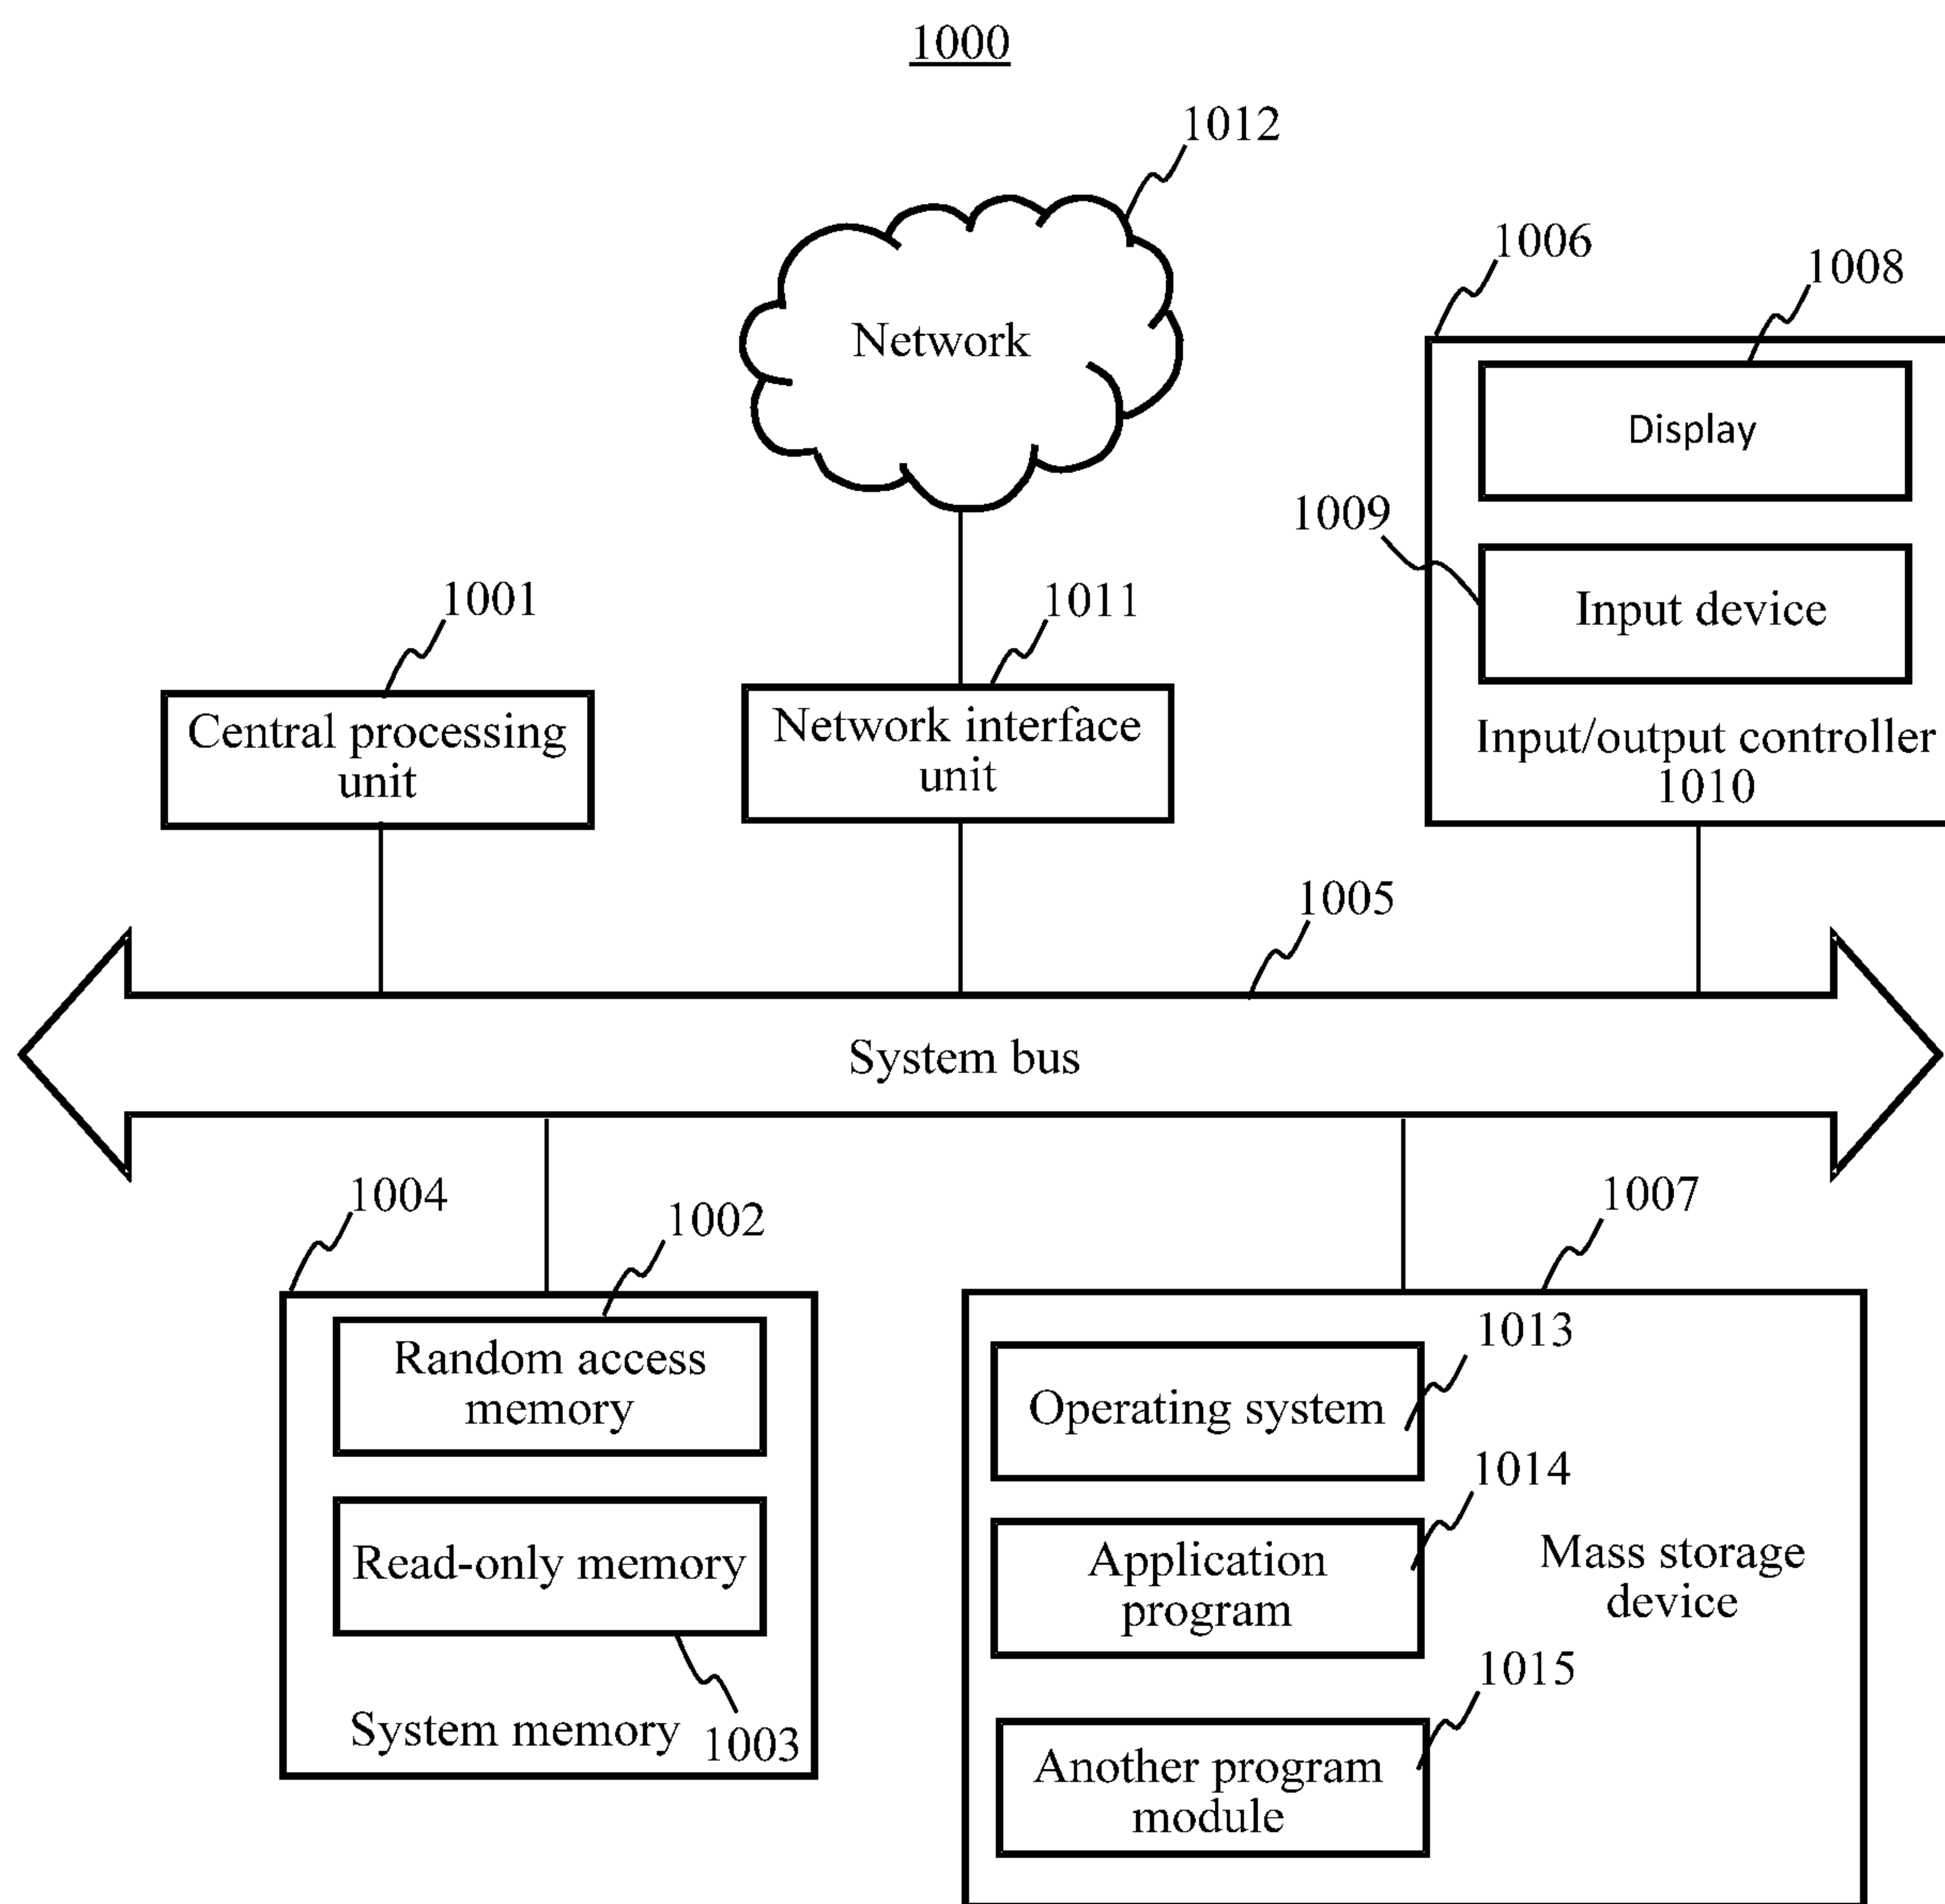 1000
1012
Network
1006
1008
Display
1009
Input device
Input/output controller
1010
1001
Central processing
unit
1011
Network interface
unit
1005
System bus
1004
1002
Random access
memory
Read-only memory
System memory
1003
1007
1013
Operating system
1014
Application
program
Mass storage
device
1015
Another program
module